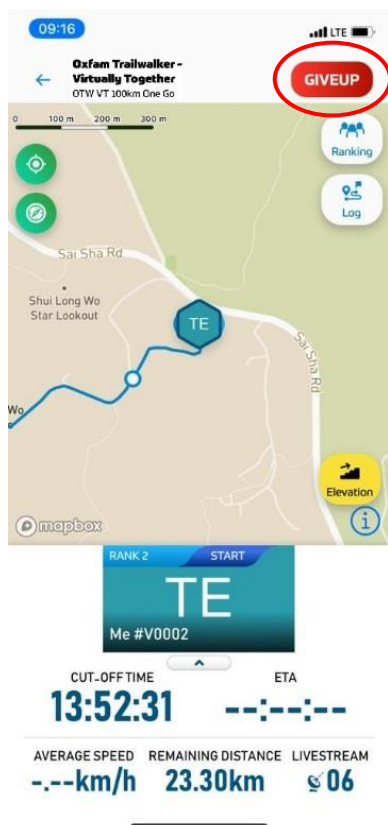 09:16
LTE
Oxfam Trailwalker -
Virtually Together
OTW VT 100km One Go
GIVEUP
0 100 m 200 m 300 m
Ranking
Log
Sai Sha Rd
Shui Long Wo
Star Lookout
TE
Sai Sha Rd
Wo
Elevation
mapbox
RANK 2
START
TE
Me #V0002
CUT-OFF TIME
ETA
13:52:31
--:--:--
AVERAGE SPEED
REMAINING DISTANCE
LIVESTREAM
-.--km/h
23.30km
06